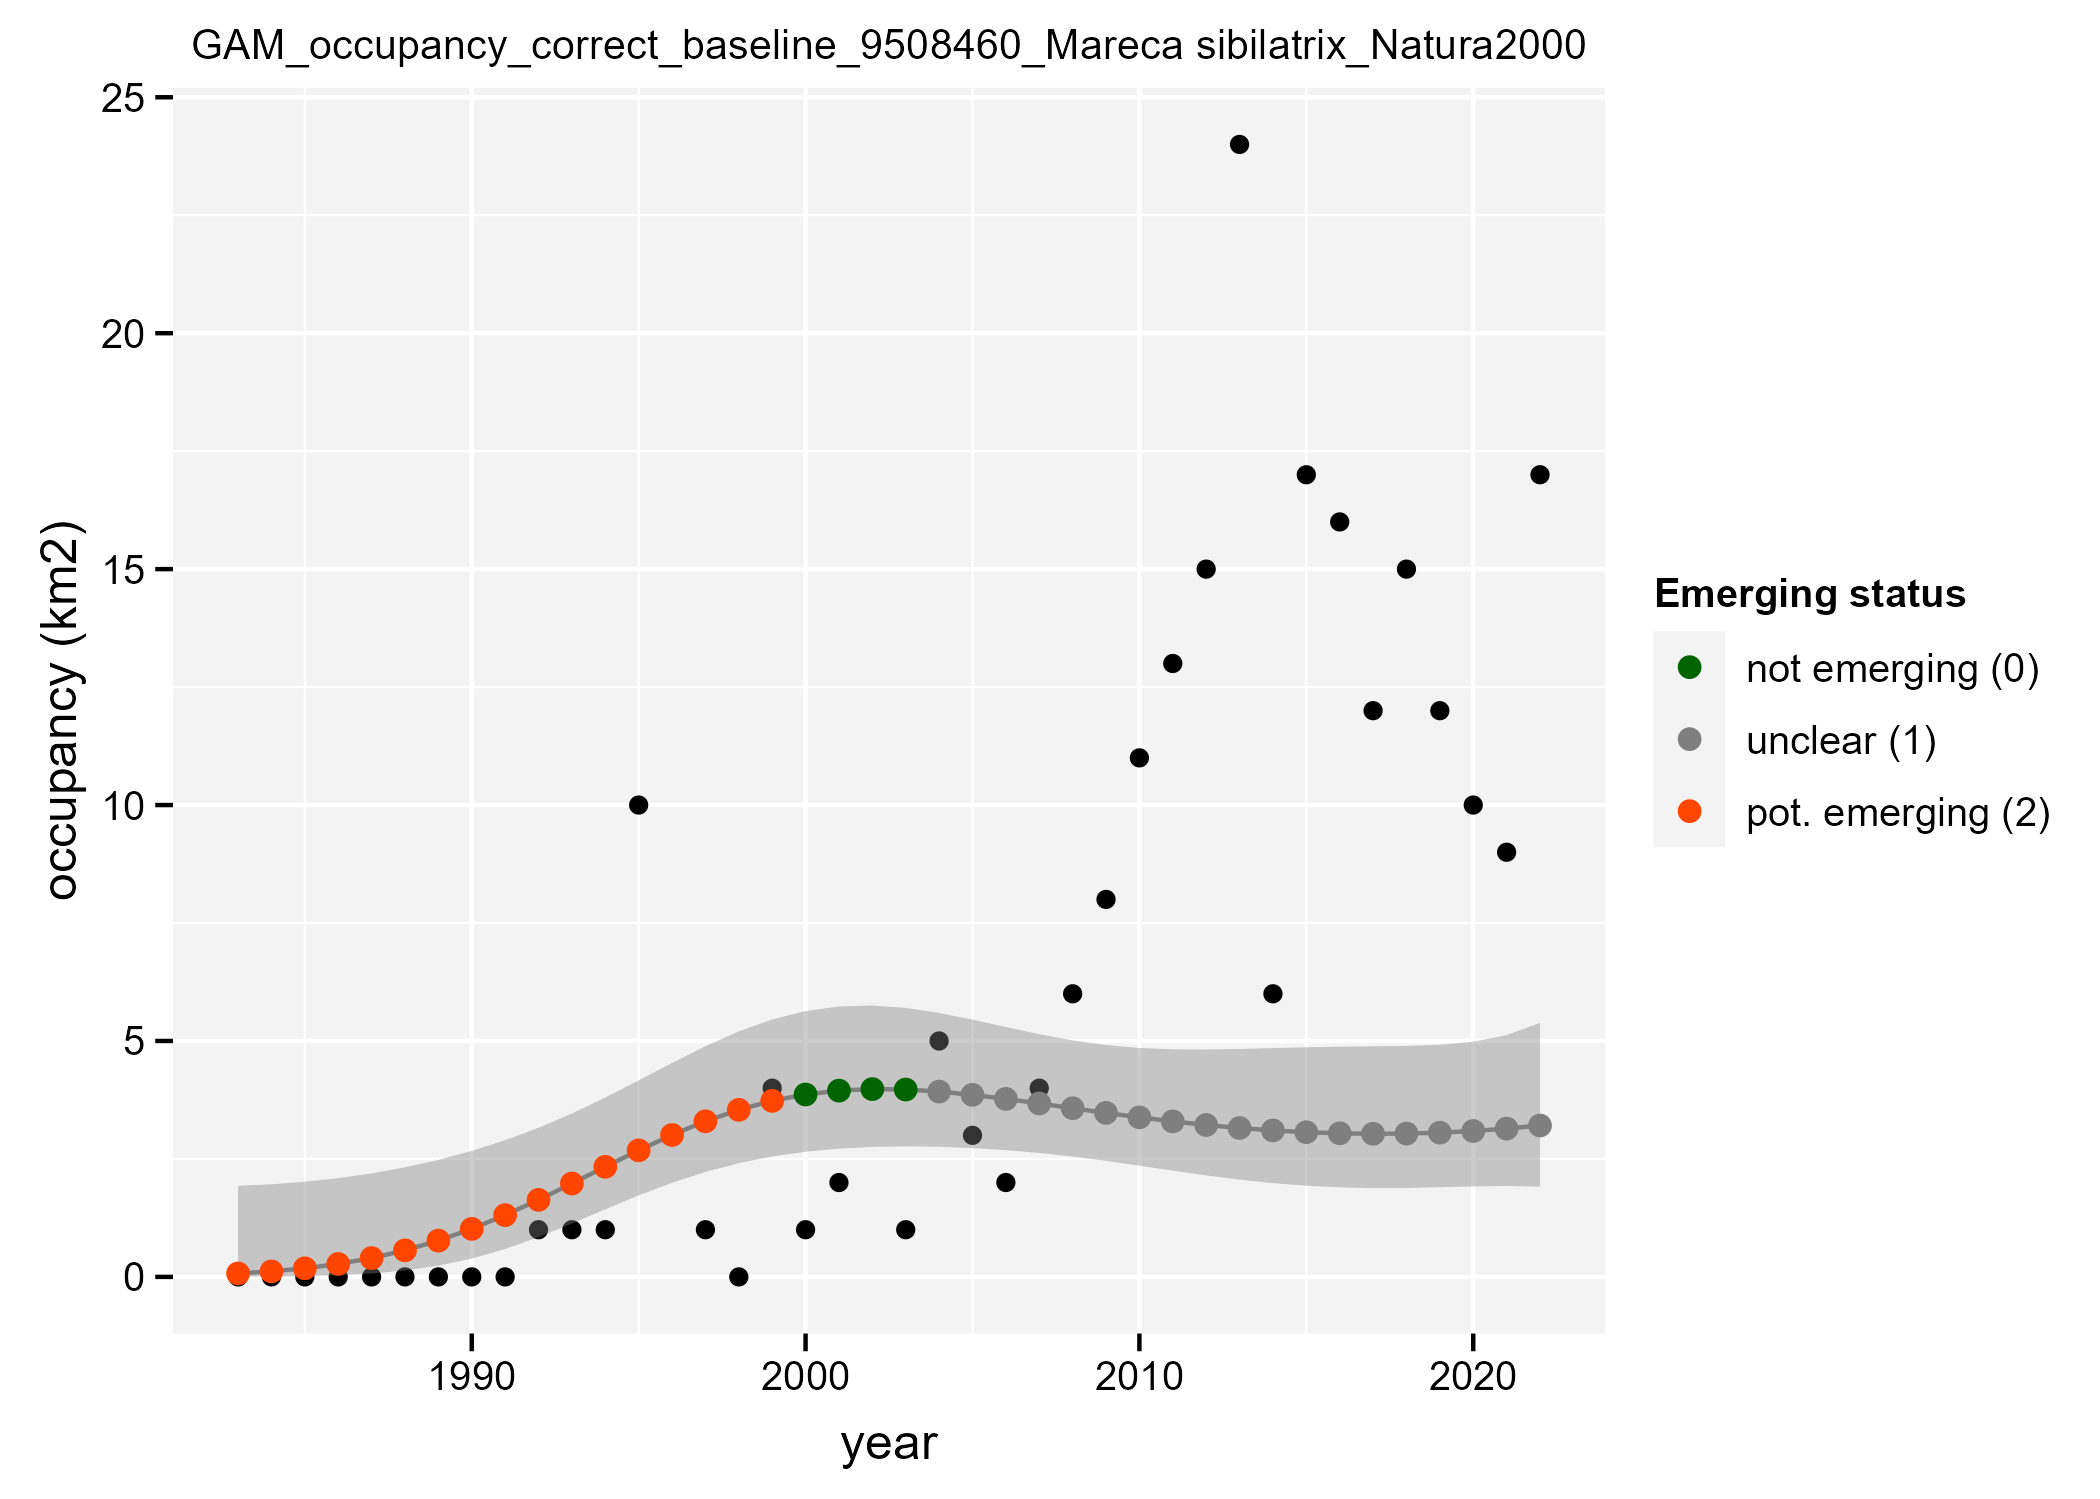 GAM_occupancy_correct_baseline_9508460_Mareca sibilatrix_Natura2000
25
20
15
10
5
0
occupancy (km2)
1990 2000 2010 2020
year
Emerging status
not emerging (0)
unclear (1)
pot. emerging (2)